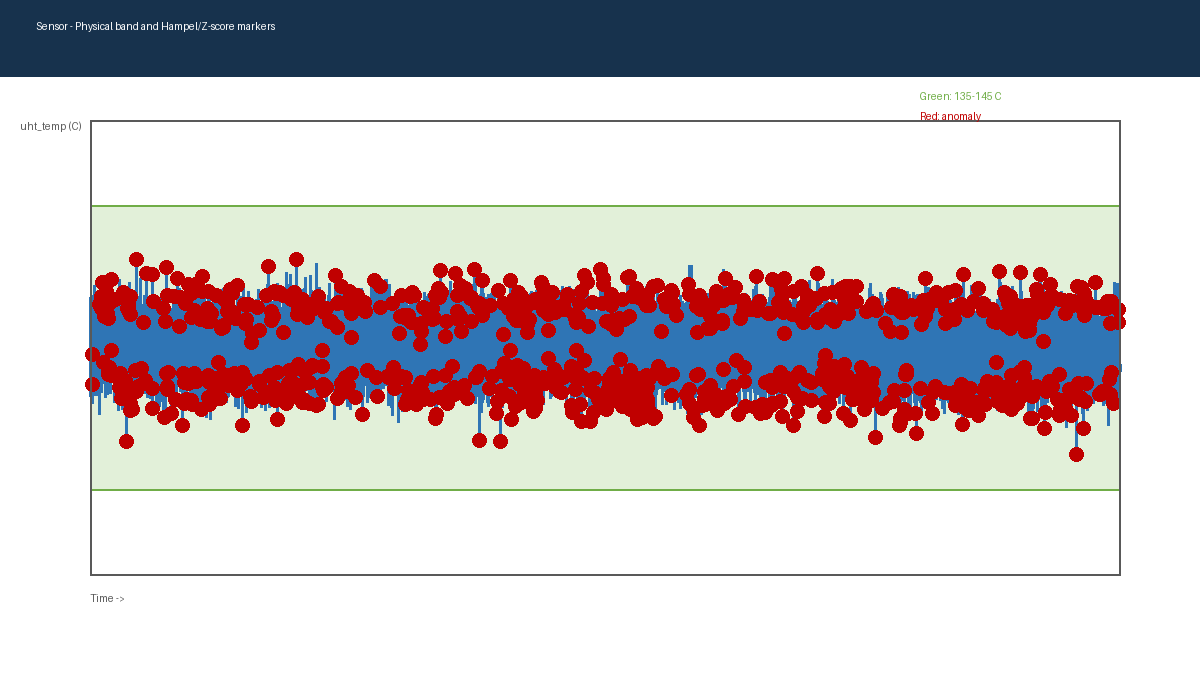 Sensor - Physical band and Hampel/Z-score markers
Green: 135-145 C
Red: anomaly
uht_temp (C)
Time ->